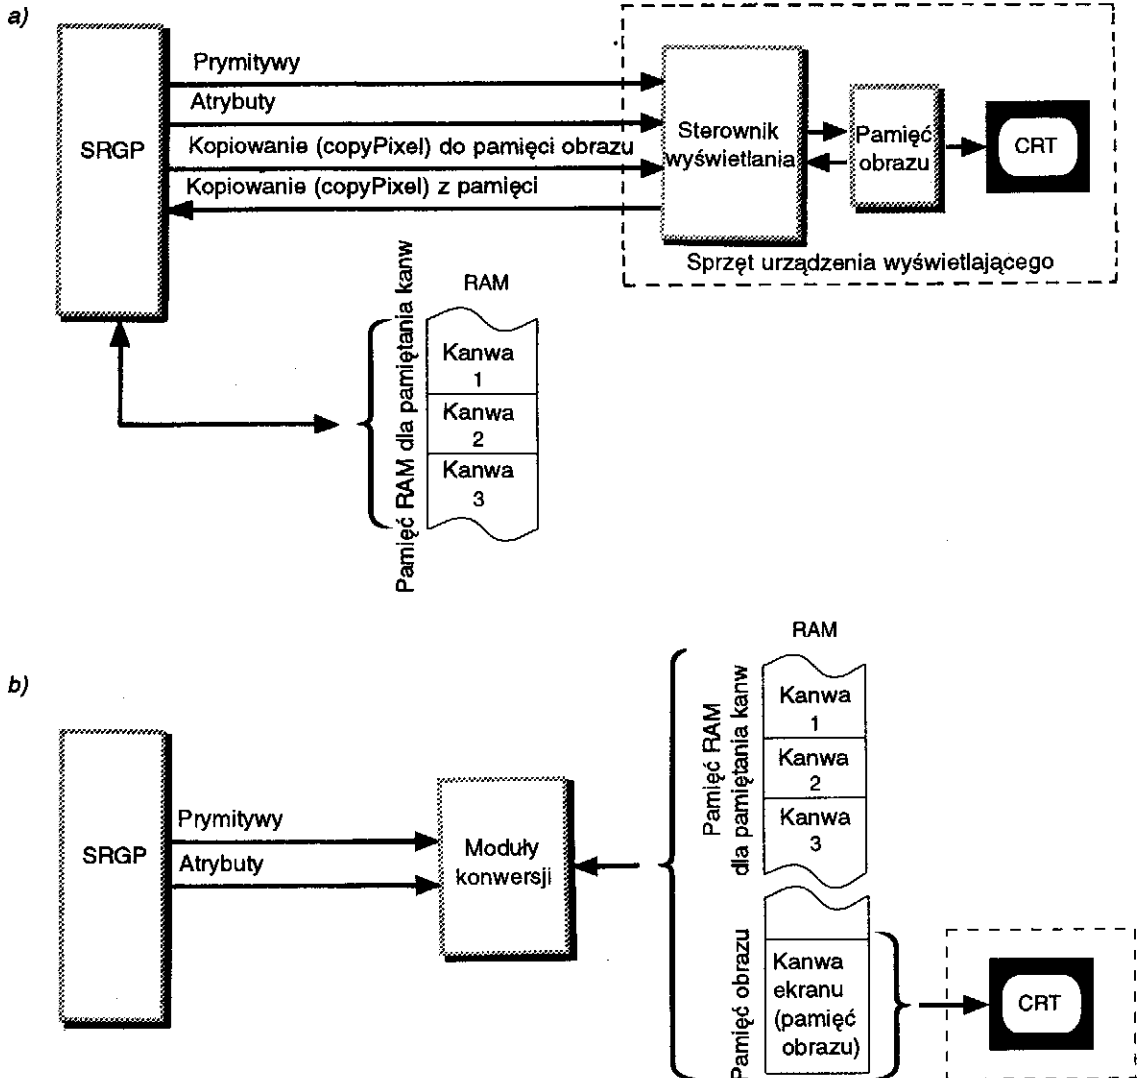 a)
Prymitywy
Atrybuty
Kopiowanie (copyPixel) do pamięci obrazu
Kopiowanie (copyPixel) z pamięci
SRGP
Sterownik
wyświetlania
Pamięć
obrazu
CRT
Sprzęt urządzenia wyświetlającego
RAM
Pamięć RAM dla pamiętania kanw
Kanwa
1
Kanwa
2
Kanwa
3
b)
SRGP
Prymitywy
Atrybuty
Moduły
konwersji
RAM
Pamięć RAM
dla pamiętania kanw
Kanwa
1
Kanwa
2
Kanwa
3
Pamięć obrazu
Kanwa
ekranu
(pamięć
obrazu)
CRT